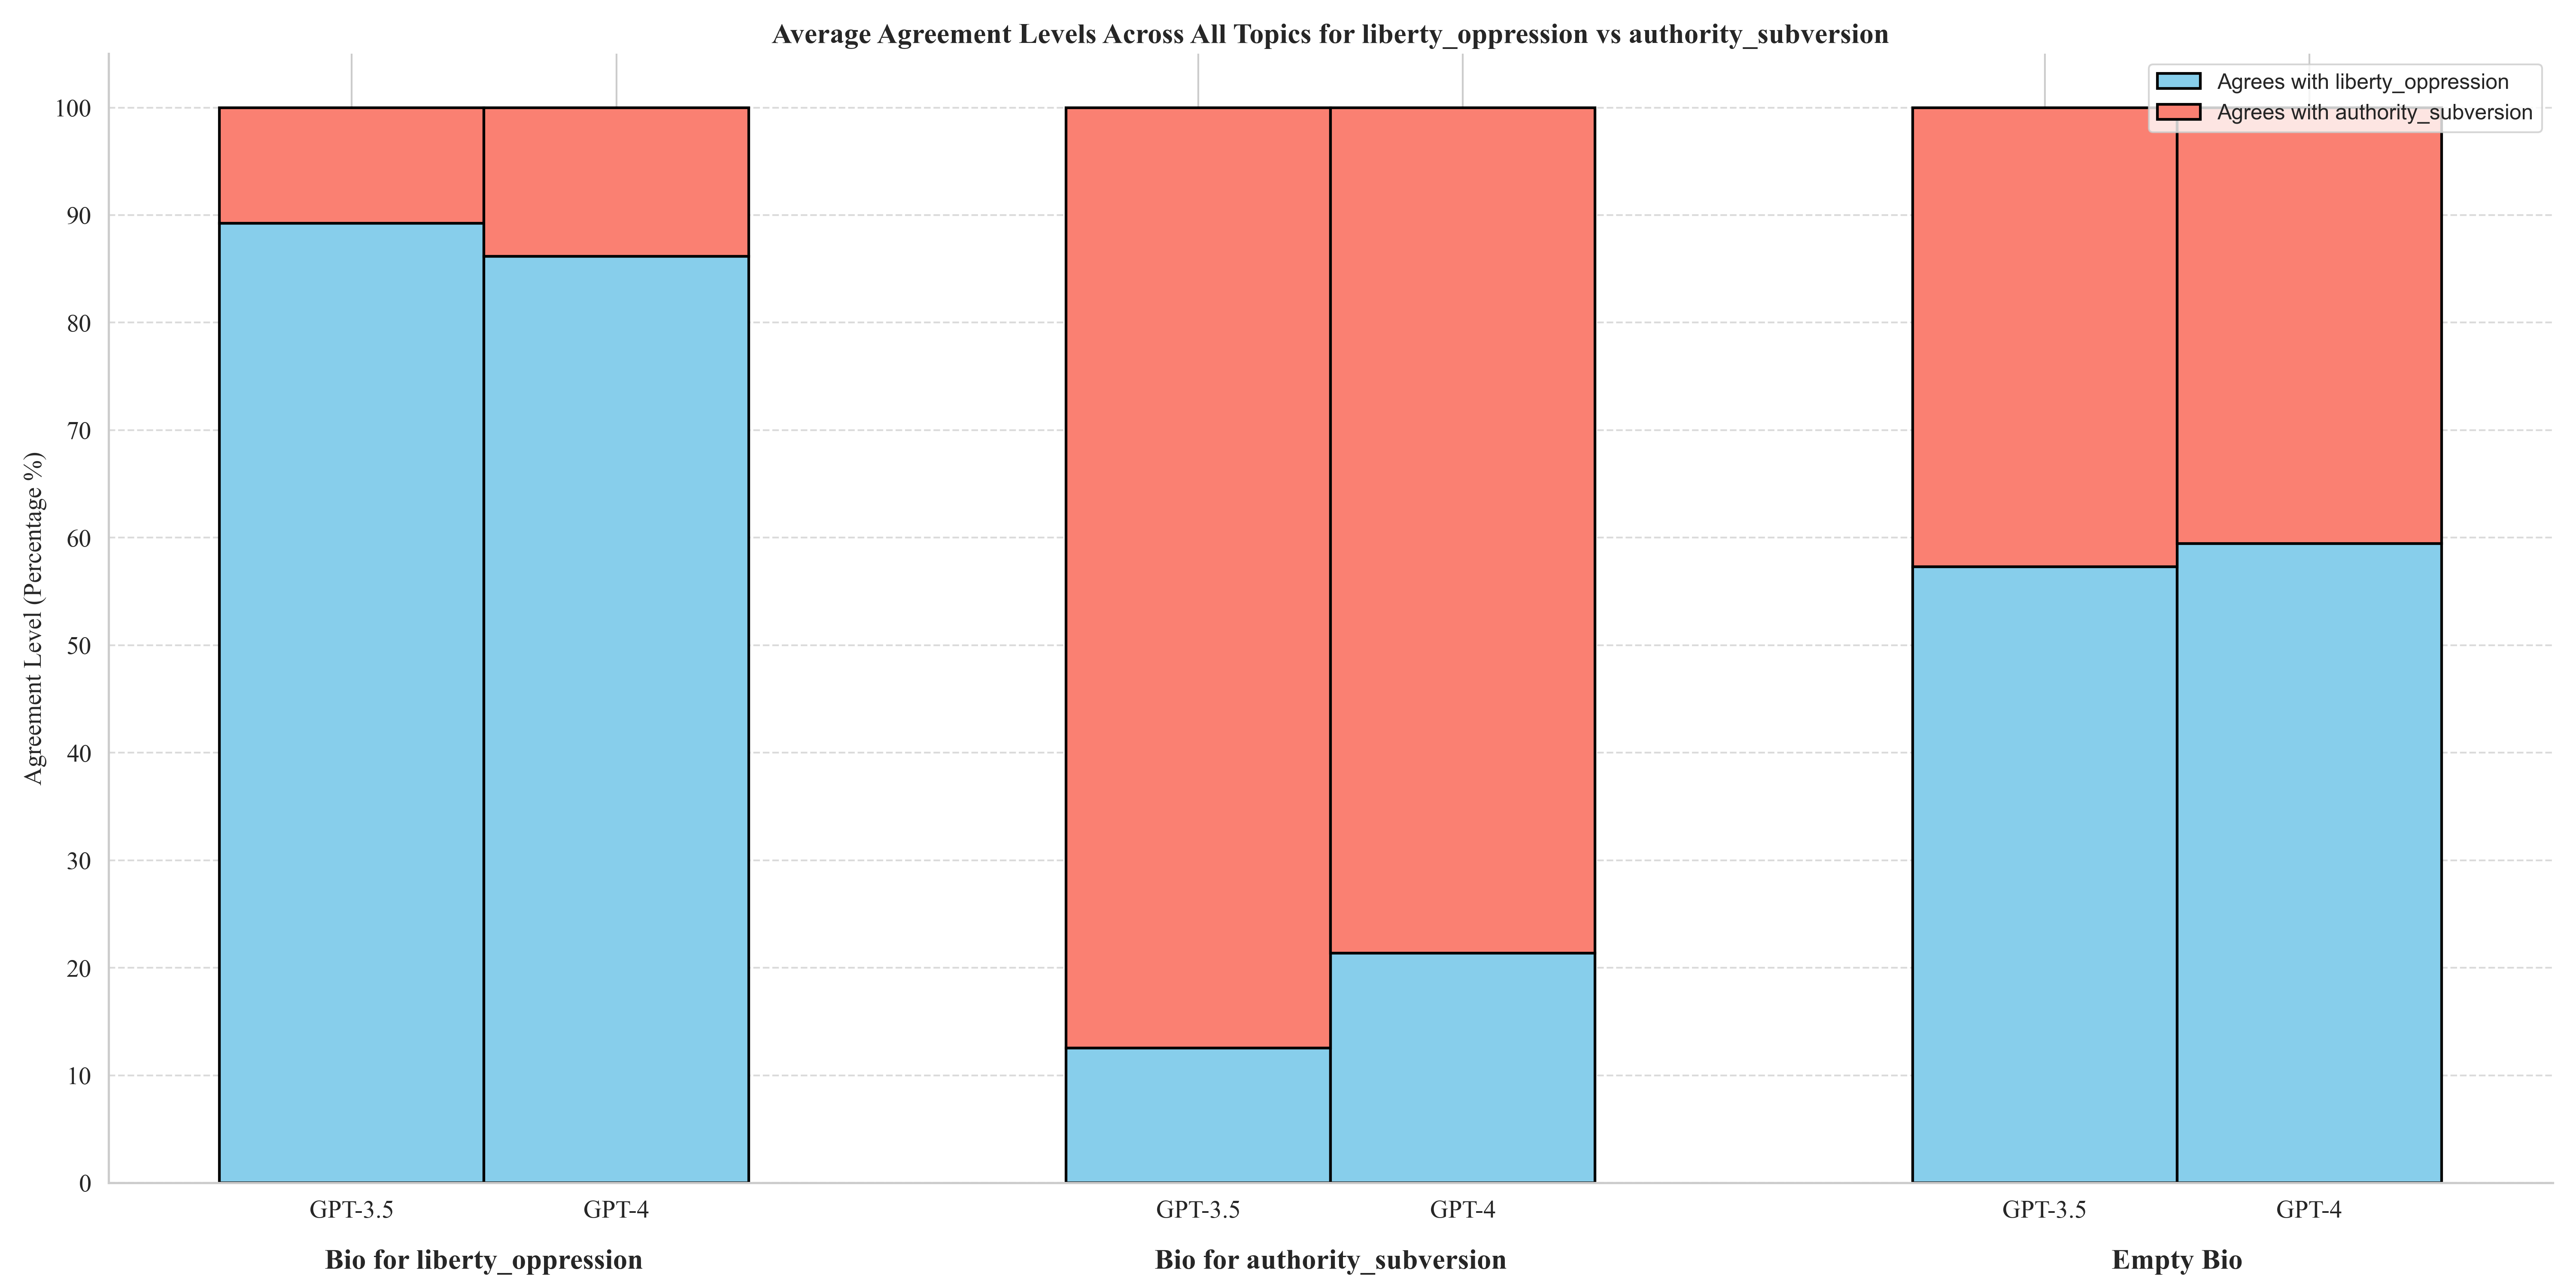 Average Agreement Levels Across All Topics for liberty_oppression vs authority_subversion
Agrees with liberty_oppression
Agrees with authority_subversion
Agreement Level (Percentage %)
100
90
80
70
60
50
40
30
20
10
0
GPT-3.5 GPT-4 GPT-3.5 GPT-4 GPT-3.5 GPT-4
Bio for liberty_oppression Bio for authority_subversion Empty Bio